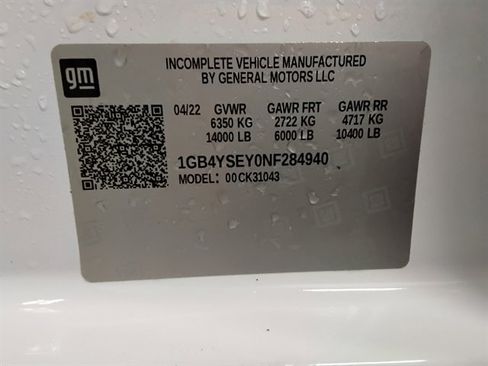 gm
INCOMPLETE VEHICLE MANUFACTURED
BY GENERAL MOTORS LLC
04/22 GVWR GAWR FRT GAWR RR
6350 KG 2722 KG 4717 KG
14000 LB 6000 LB 10400 LB
1GB4YSEY0NF284940
MODEL: 00CK31043